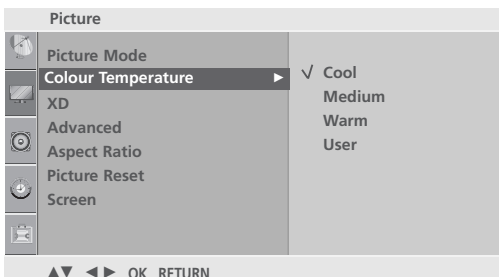 Picture
Picture Mode
Colour Temperature ▶
XD
Advanced
Aspect Ratio
Picture Reset
Screen
√ Cool
Medium
Warm
User
▲▼ ◀ ▶ OK RETURN